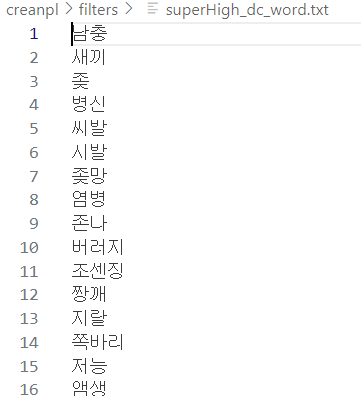 creanpl > filters > superHigh_dc_word.txt
1 남충
2 새끼
3 좆
4 병신
5 씨발
6 시발
7 좆망
8 염병
9 존나
10 버러지
11 조센징
12 짱깨
13 지랄
14 쪽바리
15 저능
16 앰생